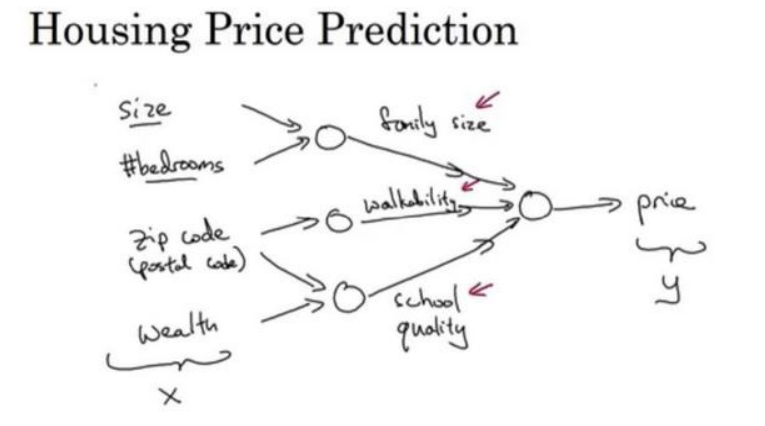 Housing Price Prediction
size
family size
#bedrooms
walkability
price
zip code
(postal code)
y
school
quality
wealth
x